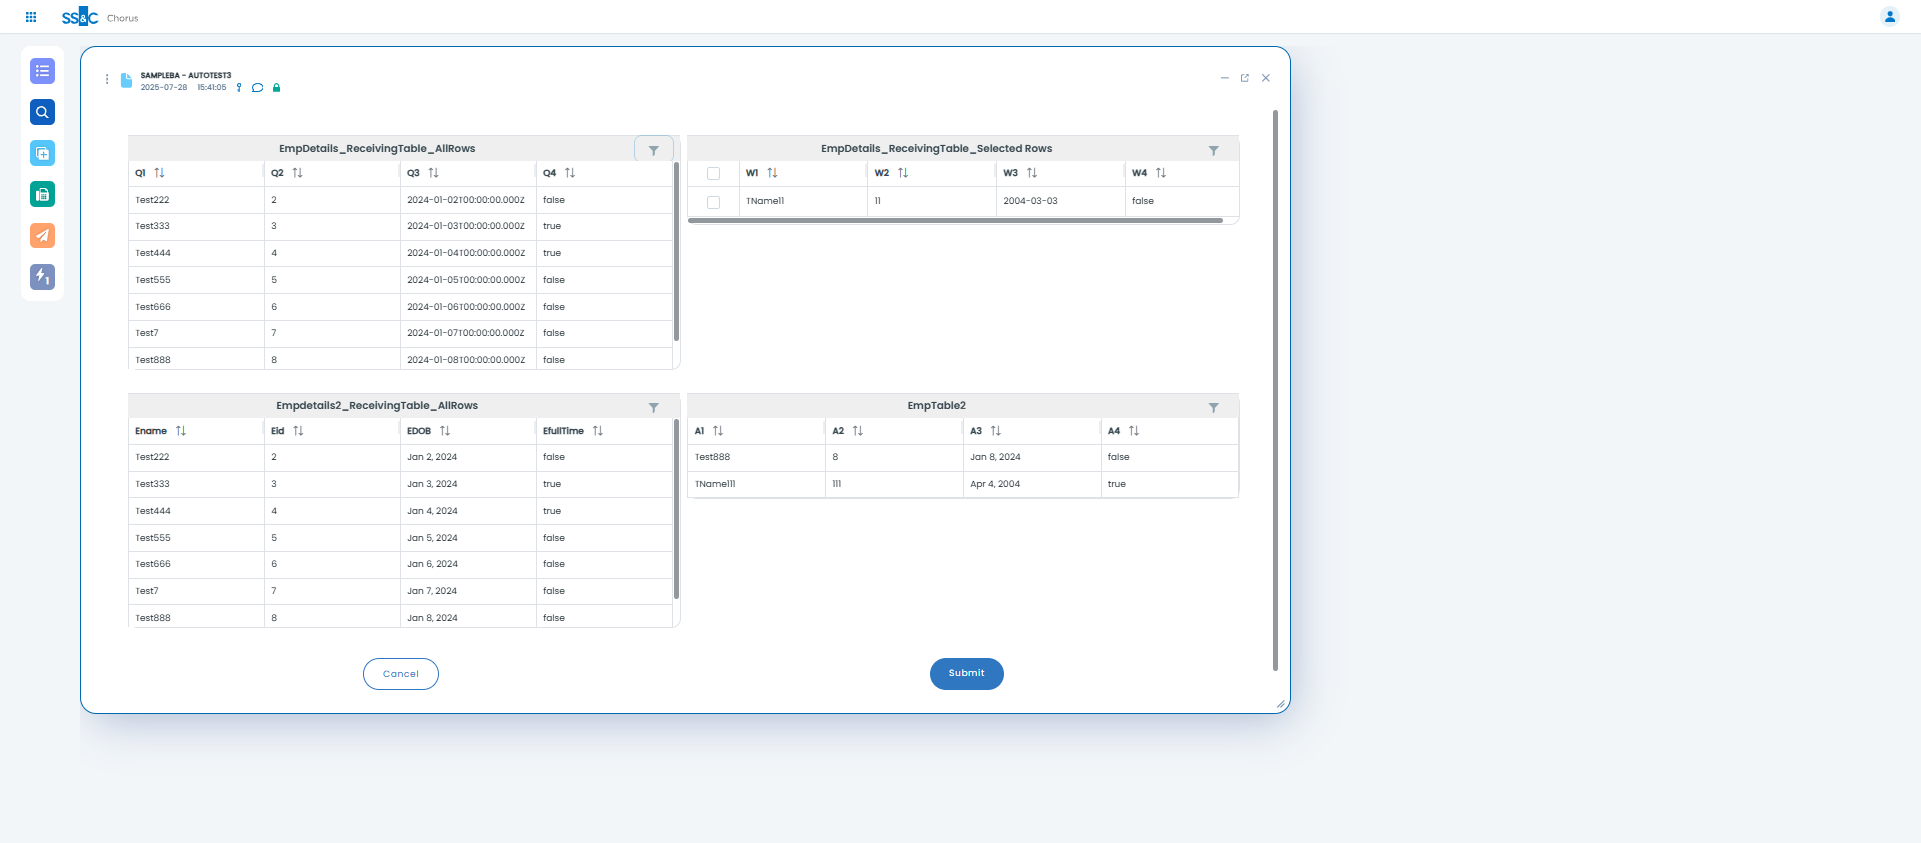 SS&C Chorus
SAMPLEBA - AUTOTEST3
2025-07-28 15:41:05
EmpDetails_ReceivingTable_AllRows
Q1 Q2 Q3 Q4
Test222 2 2024-01-02T00:00:00.000Z false
Test333 3 2024-01-03T00:00:00.000Z true
Test444 4 2024-01-04T00:00:00.000Z true
Test555 5 2024-01-05T00:00:00.000Z false
Test666 6 2024-01-06T00:00:00.000Z false
Test7 7 2024-01-07T00:00:00.000Z false
Test888 8 2024-01-08T00:00:00.000Z false
EmpDetails_ReceivingTable_Selected Rows
W1 W2 W3 W4
TName11 11 2004-03-03 false
Empdetails2_ReceivingTable_AllRows
Ename Eid EDOB EfullTime
Test222 2 Jan 2, 2024 false
Test333 3 Jan 3, 2024 true
Test444 4 Jan 4, 2024 true
Test555 5 Jan 5, 2024 false
Test666 6 Jan 6, 2024 false
Test7 7 Jan 7, 2024 false
Test888 8 Jan 8, 2024 false
EmpTable2
A1 A2 A3 A4
Test888 8 Jan 8, 2024 false
TName111 111 Apr 4, 2004 true
Cancel
Submit